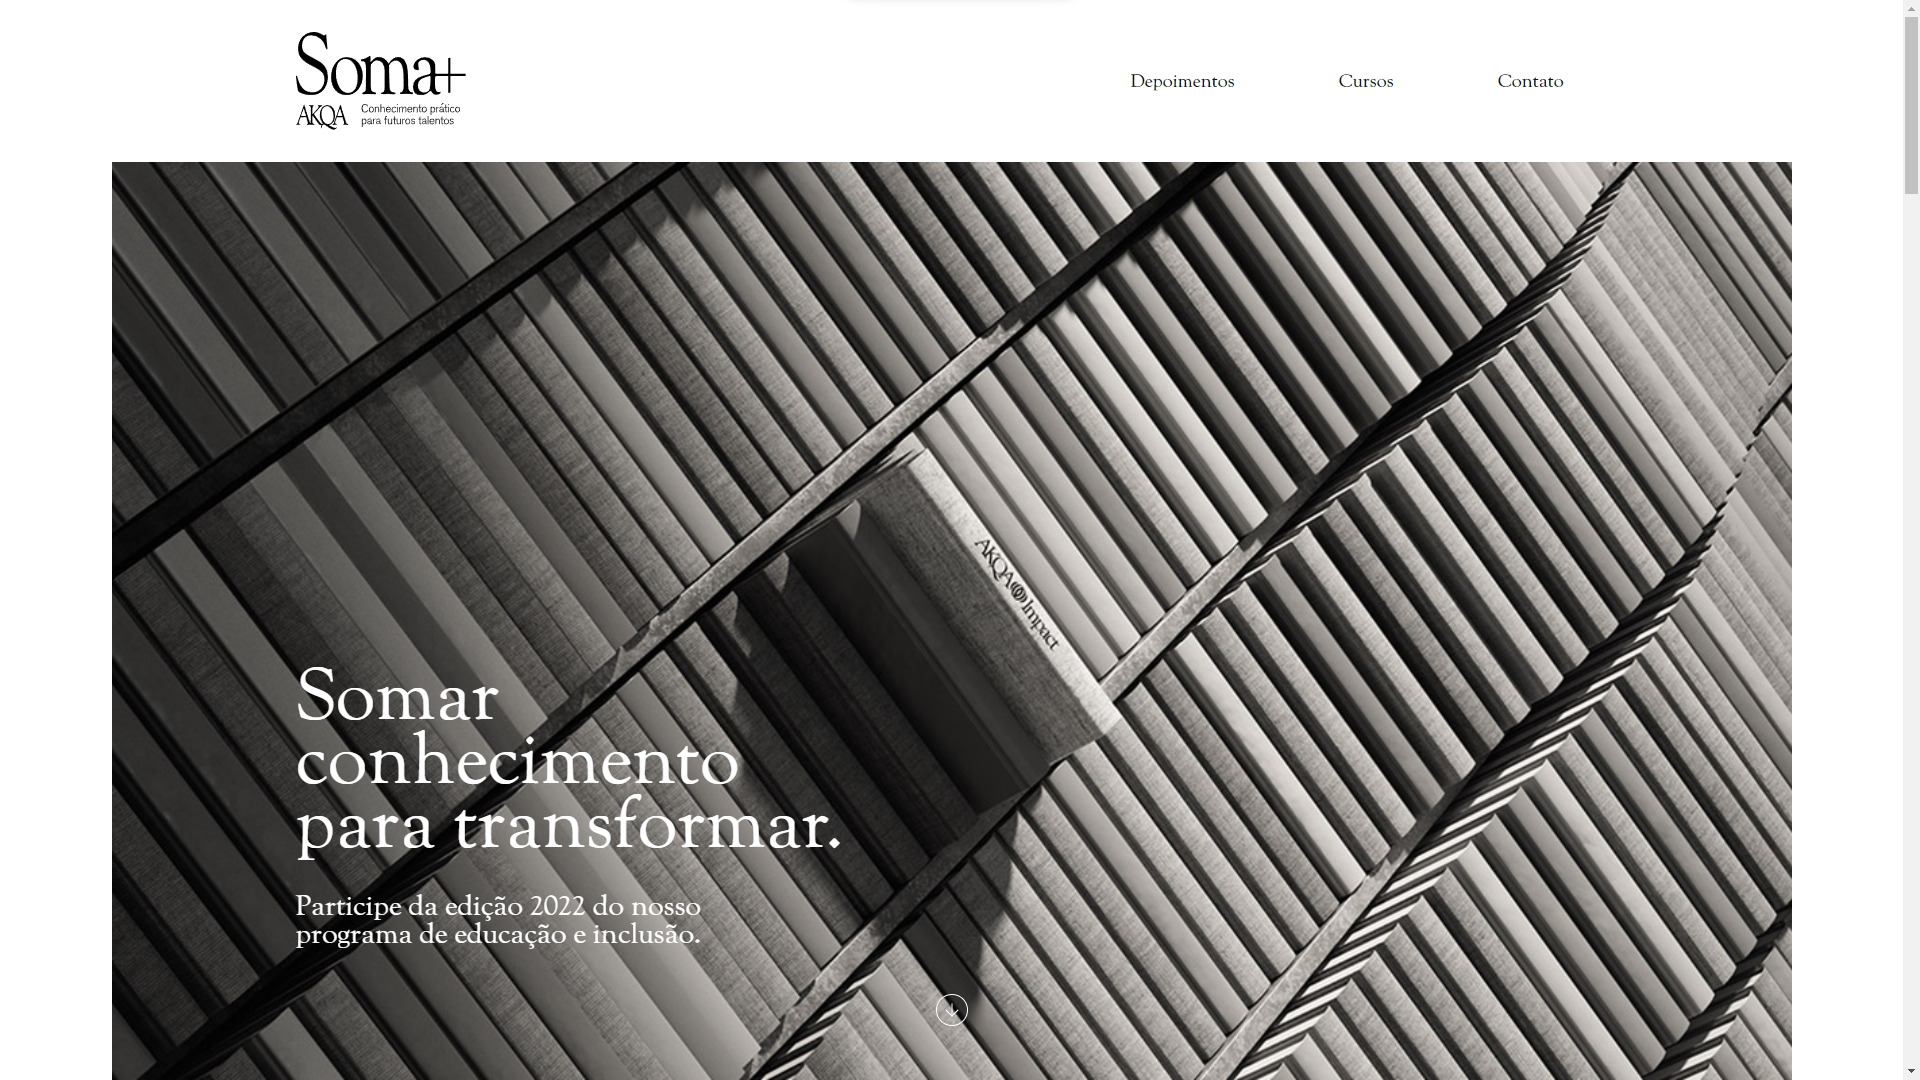 Soma+
AKQA
Conhecimento prático
para futuros talentos
Depoimentos
Cursos
Contato
AKQA Impact
Somar
conhecimento
para transformar.
Participe da edição 2022 do nosso
programa de educação e inclusão.